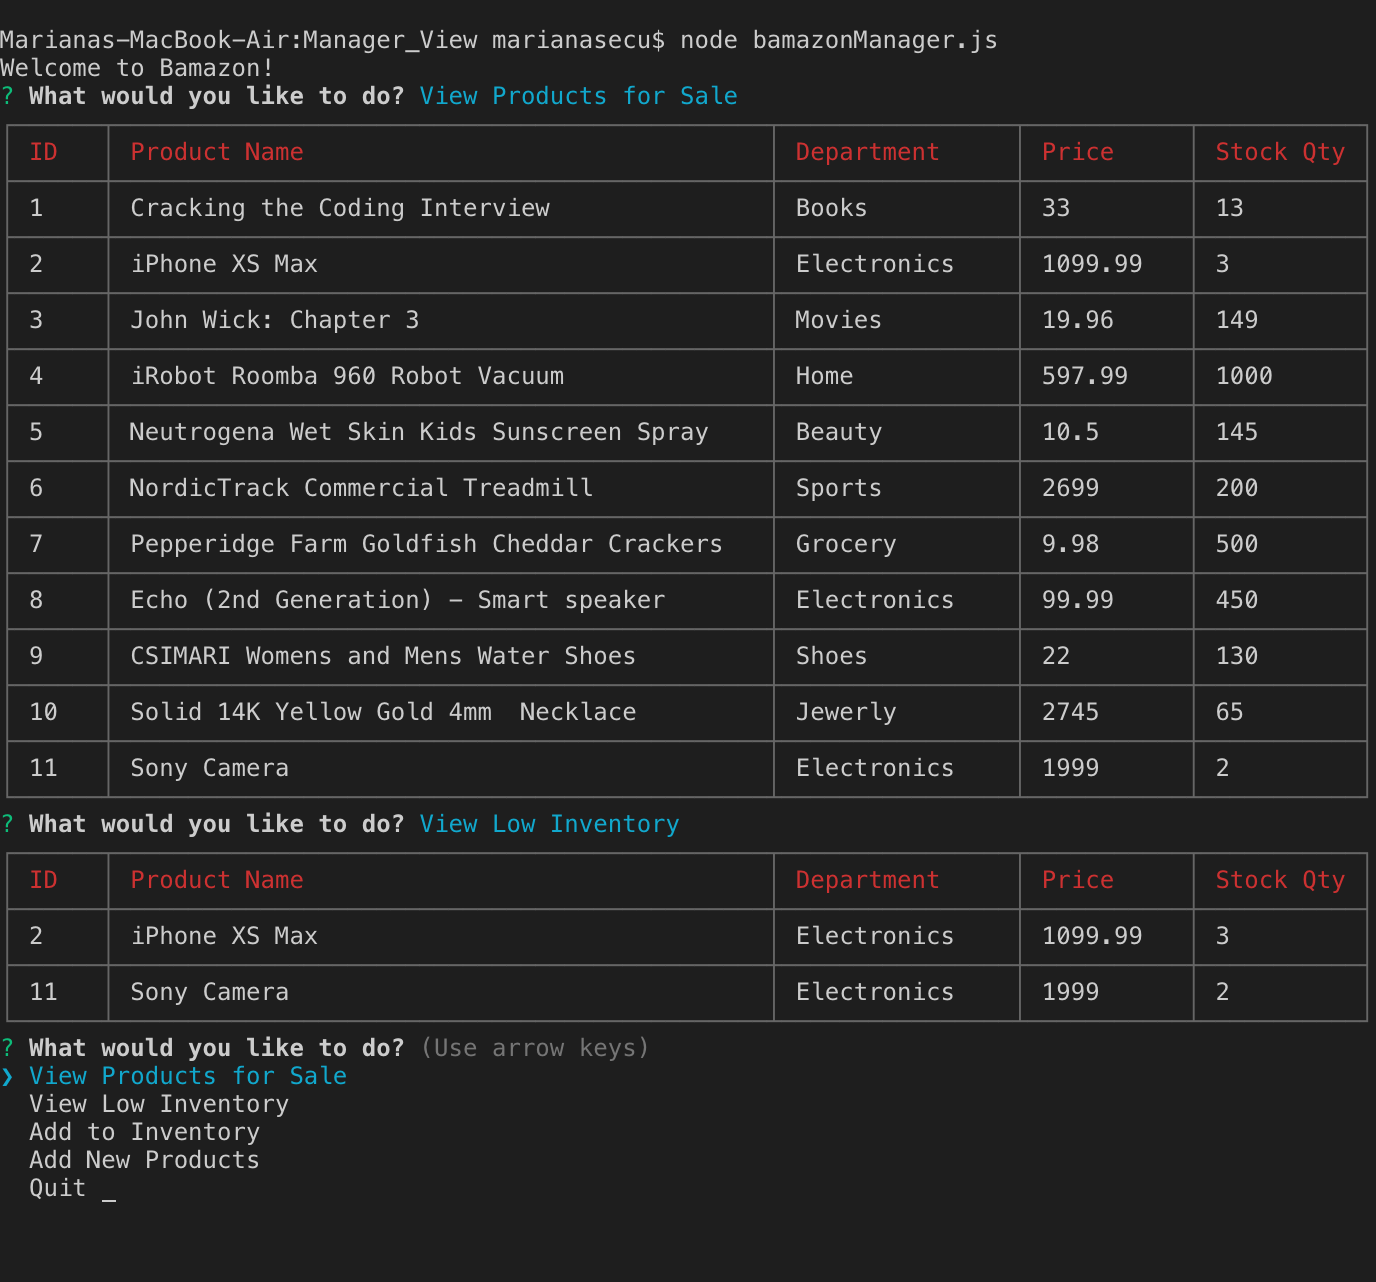 Marianas-MacBook-Air:Manager_View marianasecu$ node bamazonManager.js
Welcome to Bamazon!
? What would you like to do? View Products for Sale
ID Product Name Department Price Stock Qty
1 Cracking the Coding Interview Books 33 13
2 iPhone XS Max Electronics 1099.99 3
3 John Wick: Chapter 3 Movies 19.96 149
4 iRobot Roomba 960 Robot Vacuum Home 597.99 1000
5 Neutrogena Wet Skin Kids Sunscreen Spray Beauty 10.5 145
6 NordicTrack Commercial Treadmill Sports 2699 200
7 Pepperidge Farm Goldfish Cheddar Crackers Grocery 9.98 500
8 Echo (2nd Generation) - Smart speaker Electronics 99.99 450
9 CSIMARI Womens and Mens Water Shoes Shoes 22 130
10 Solid 14K Yellow Gold 4mm  Necklace Jewerly 2745 65
11 Sony Camera Electronics 1999 2
? What would you like to do? View Low Inventory
ID Product Name Department Price Stock Qty
2 iPhone XS Max Electronics 1099.99 3
11 Sony Camera Electronics 1999 2
? What would you like to do? (Use arrow keys)
❯ View Products for Sale
View Low Inventory
Add to Inventory
Add New Products
Quit _